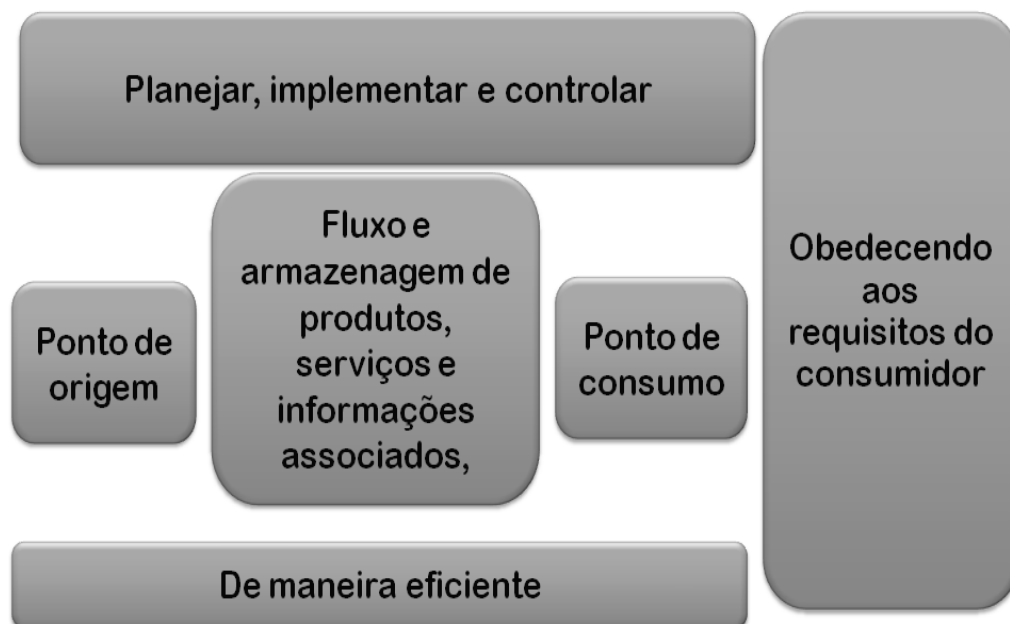 Planejar, implementar e controlar
Ponto de
origem
Fluxo e
armazenagem de
produtos,
serviços e
informações
associados,
Ponto de
consumo
De maneira eficiente
Obedecendo
aos
requisitos do
consumidor